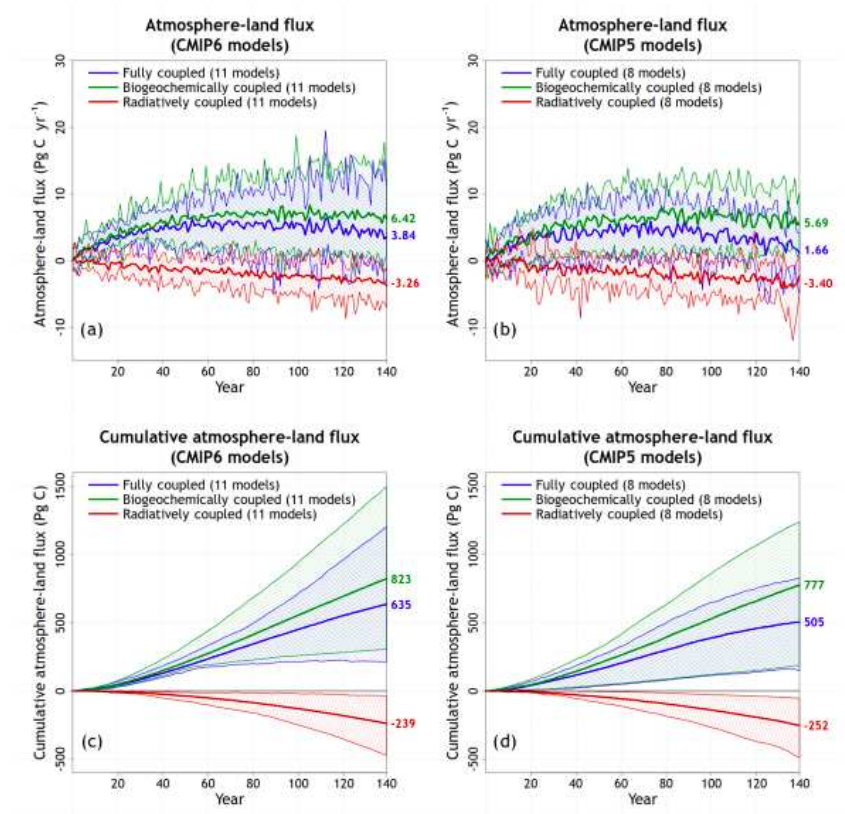 Atmosphere-land flux
(CMIP6 models)
Atmosphere-land flux (Pg C yr⁻¹)
30
20
10
0
-10
Fully coupled (11 models)
Biogeochemically coupled (11 models)
Radiatively coupled (11 models)
6.42
3.84
-3.26
(a)
20 40 60 80 100 120 140
Year
Atmosphere-land flux
(CMIP5 models)
Atmosphere-land flux (Pg C yr⁻¹)
30
20
10
0
-10
Fully coupled (8 models)
Biogeochemically coupled (8 models)
Radiatively coupled (8 models)
5.69
1.66
-3.40
(b)
20 40 60 80 100 120 140
Year
Cumulative atmosphere-land flux
(CMIP6 models)
Cumulative atmosphere-land flux (Pg C)
1500
1000
500
0
-500
Fully coupled (11 models)
Biogeochemically coupled (11 models)
Radiatively coupled (11 models)
823
635
-239
(c)
20 40 60 80 100 120 140
Year
Cumulative atmosphere-land flux
(CMIP5 models)
Cumulative atmosphere-land flux (Pg C)
1500
1000
500
0
-500
Fully coupled (8 models)
Biogeochemically coupled (8 models)
Radiatively coupled (8 models)
777
505
-252
(d)
20 40 60 80 100 120 140
Year